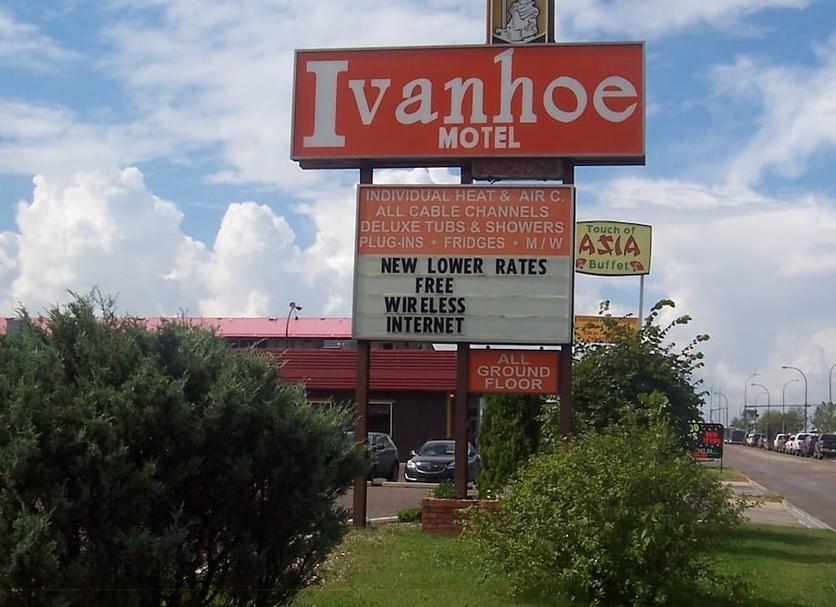 Ivanhoe
MOTEL
INDIVIDUAL HEAT & AIR C.
ALL CABLE CHANNELS
DELUXE TUBS & SHOWERS
PLUG-INS • FRIDGES • M/W
NEW LOWER RATES
FREE
WIRELESS
INTERNET
ALL
GROUND
FLOOR
Touch of
ASIA
Buffet